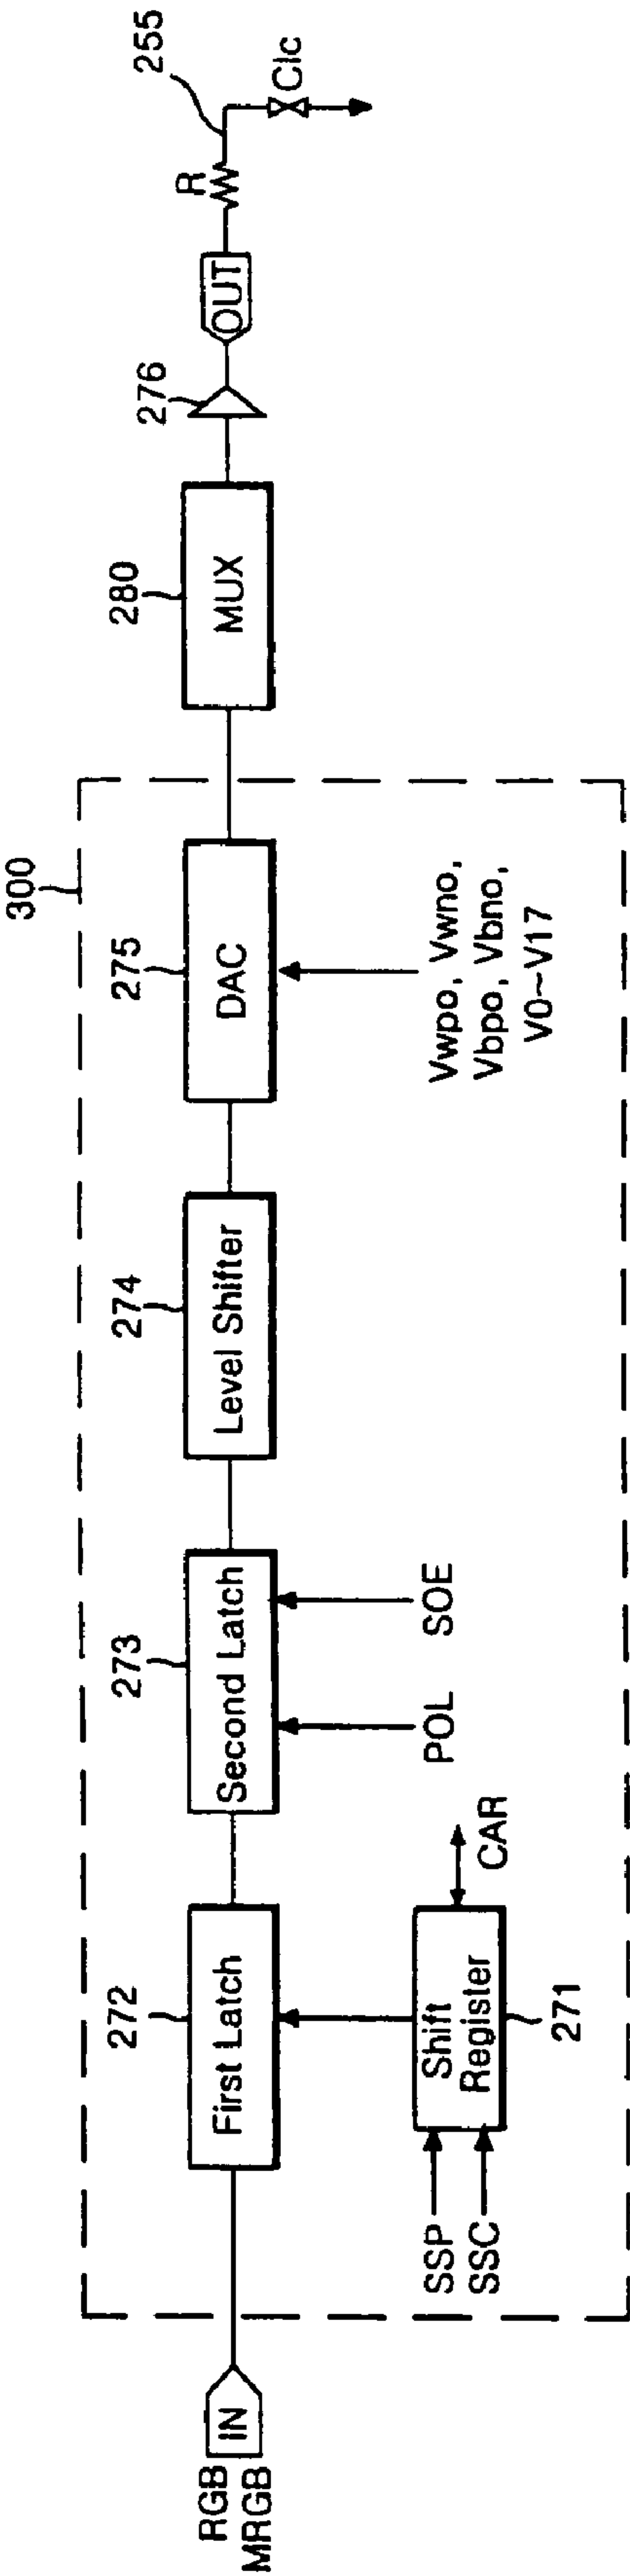 300
RGB
MRGB
IN
272
First Latch
273
Second Latch
274
Level Shifter
275
DAC
280
MUX
276
OUT
R
255
Clc
SSP
SSC
Shift
Register
271
CAR
POL
SOE
Vwpo, Vwno,
Vbpo, Vbno,
V0~V17